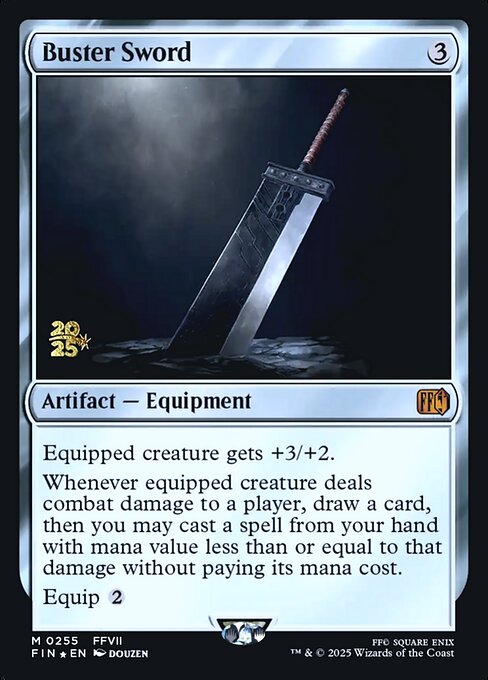 Buster Sword 3
20
25
Artifact — Equipment
FF
Equipped creature gets +3/+2.
Whenever equipped creature deals
combat damage to a player, draw a card,
then you may cast a spell from your hand
with mana value less than or equal to that
damage without paying its mana cost.
Equip 2
M 0255 FFVII
FIN ★ EN DOUZEN
FF© SQUARE ENIX
™ & © 2025 Wizards of the Coast